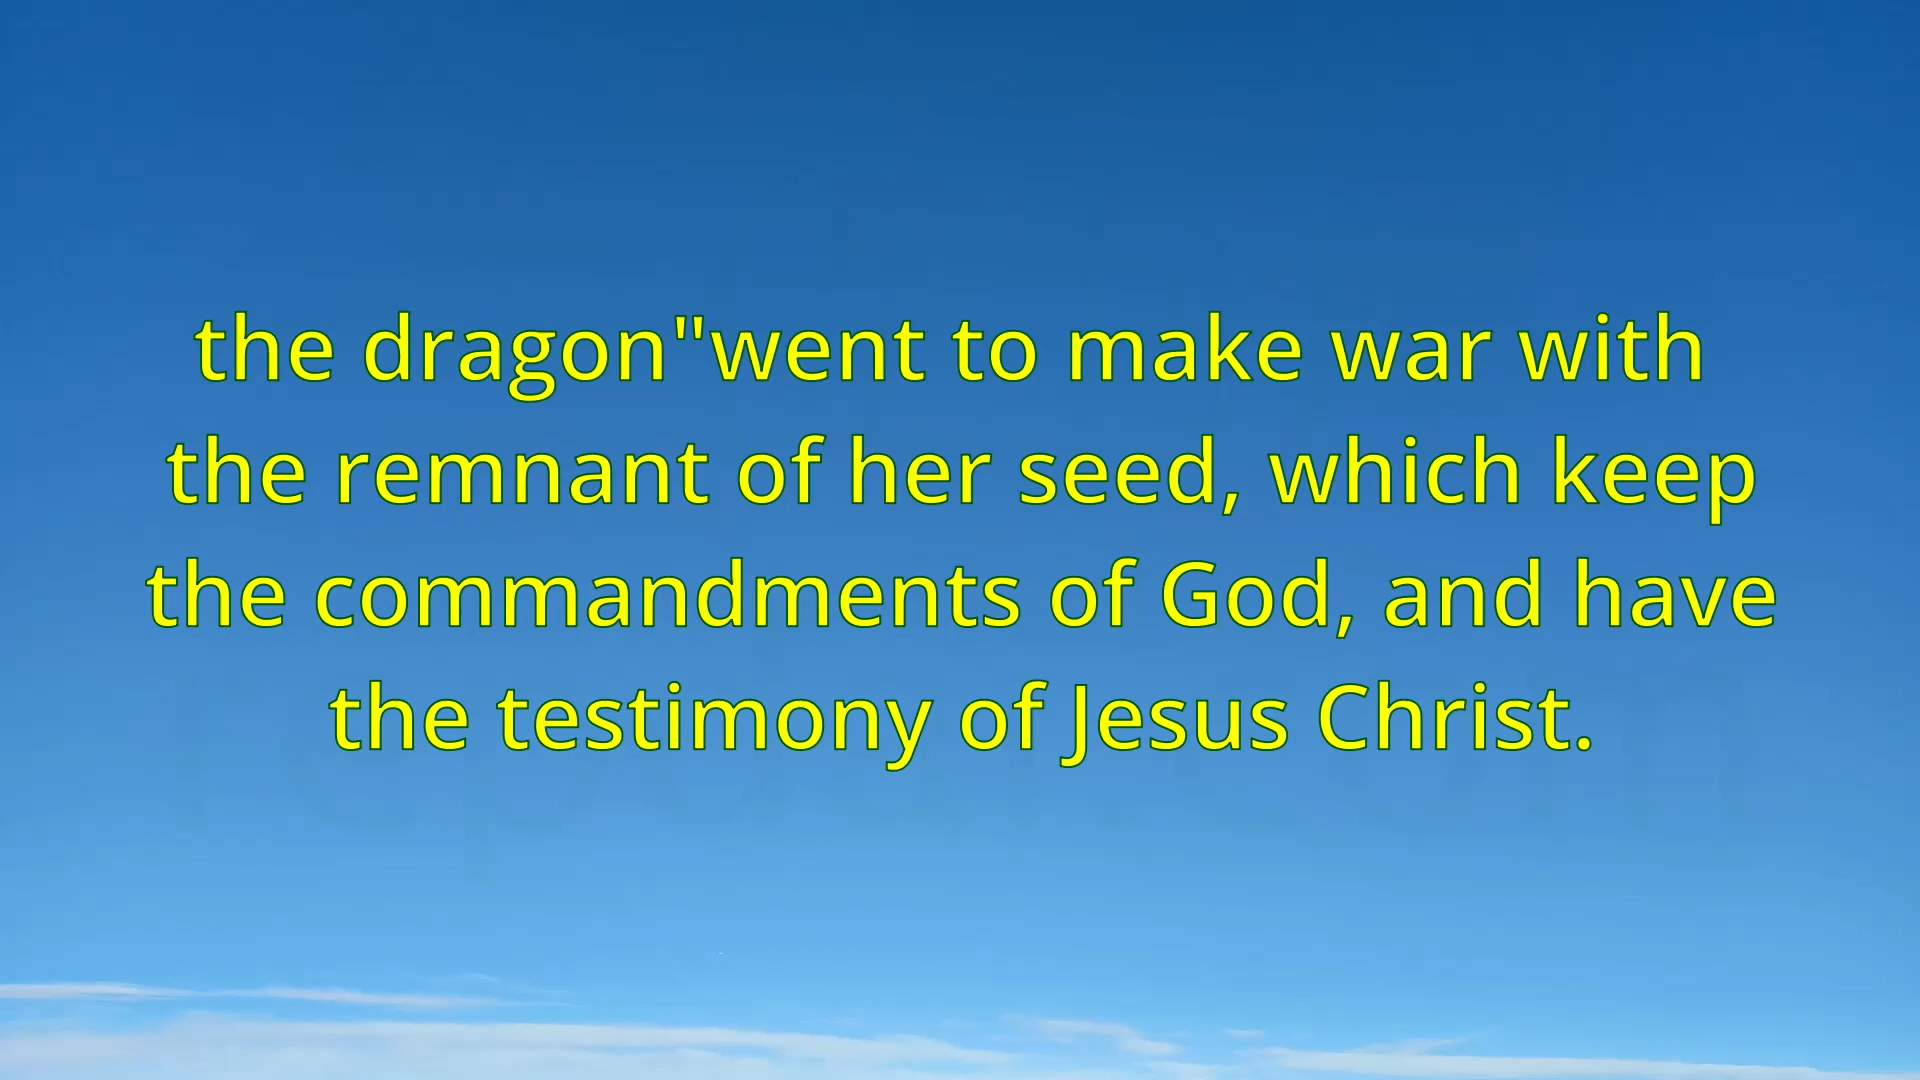 the dragon"went to make war with
the remnant of her seed, which keep
the commandments of God, and have
the testimony of Jesus Christ.